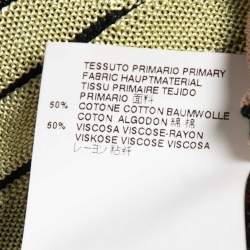 TESSUTO PRIMARIO PRIMARY
FABRIC HAUPTMATERIAL
TISSU PRIMAIRE TEJIDO
PRIMARIO 面料
50% COTONE COTTON BAUMWOLLE
COTON ALGODON 綿 棉
50% VISCOSA VISCOSE-RAYON
VISKOSE VISCOSE VISCOSA
レーヨン 粘纤